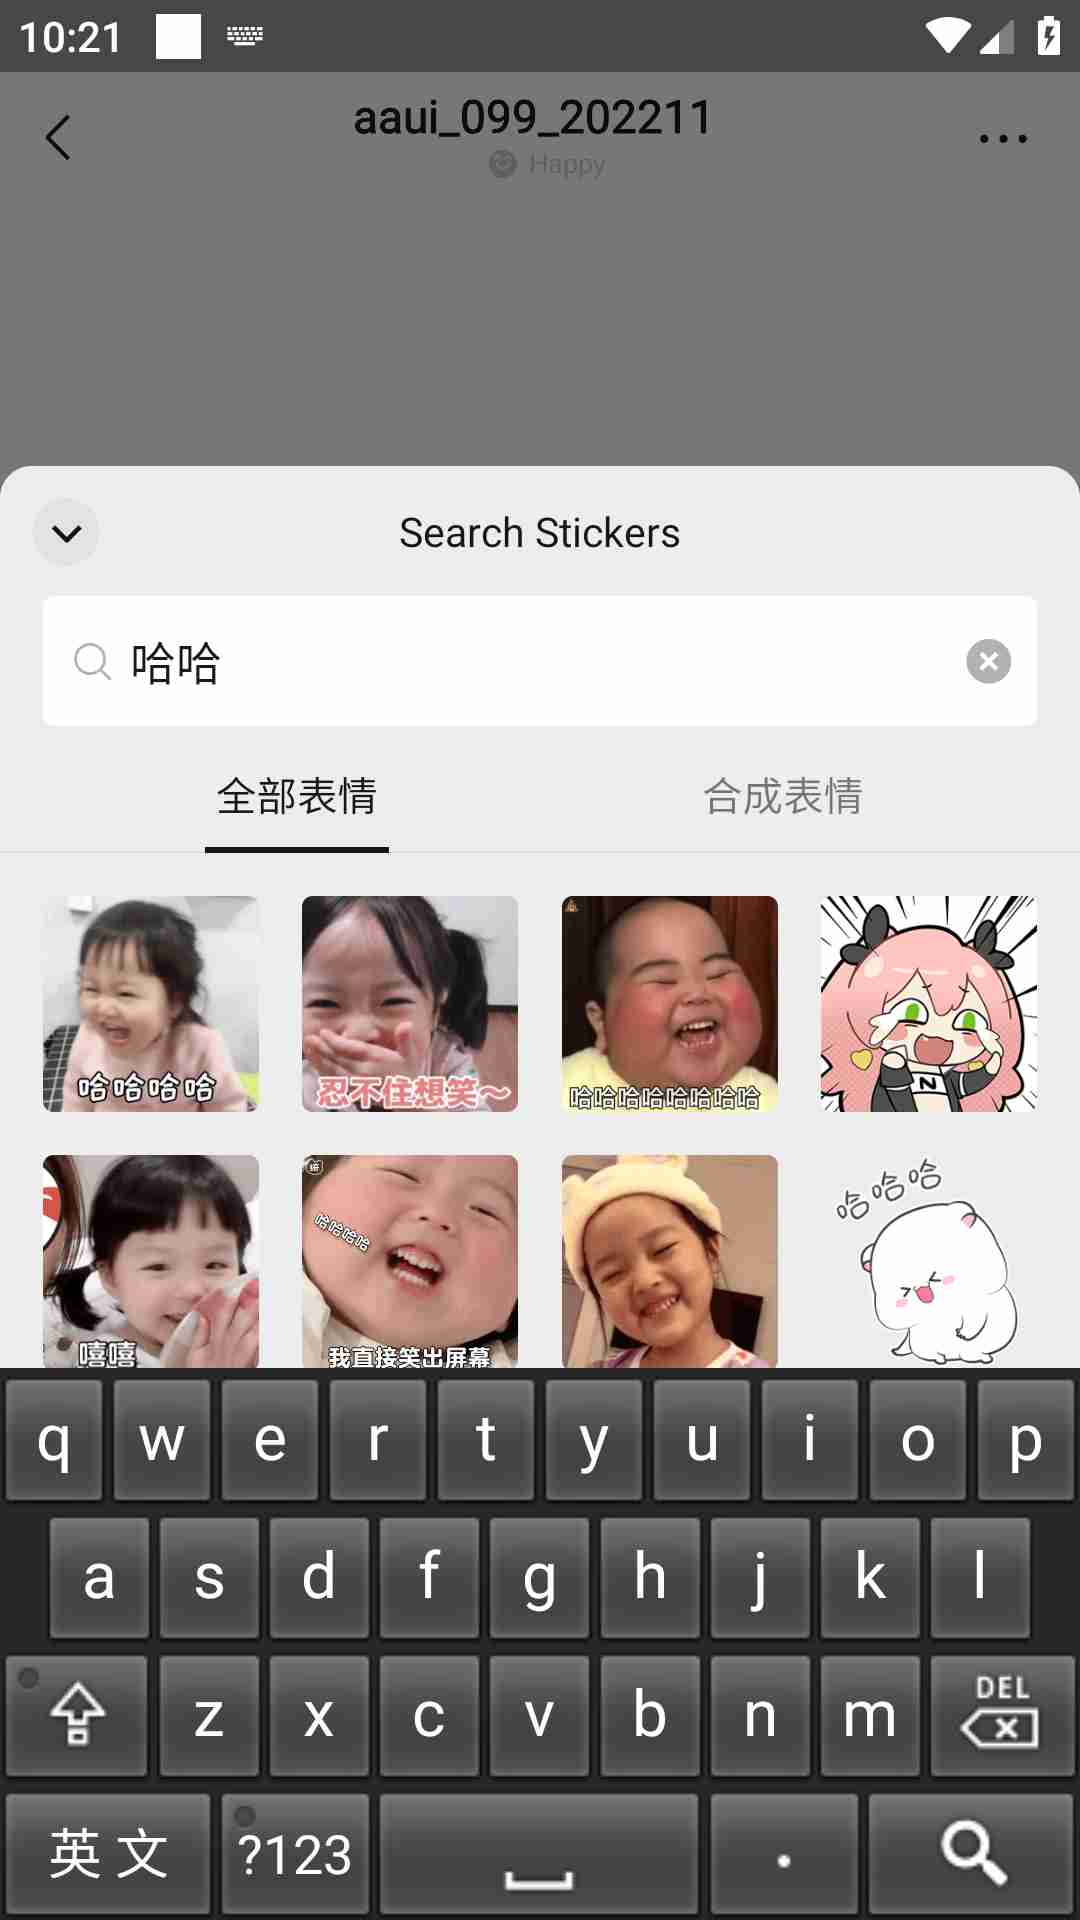 10:21
aaui_099_202211
Happy
Search Stickers
哈哈
全部表情
合成表情
哈哈哈哈
忍不住想笑～
哈哈哈哈哈哈哈哈
N
嘻嘻
哈哈哈哈
我直接笑出屏幕
哈哈哈
q w e r t y u i o p
a s d f g h j k l
z x c v b n m DEL
英文 ?123 .